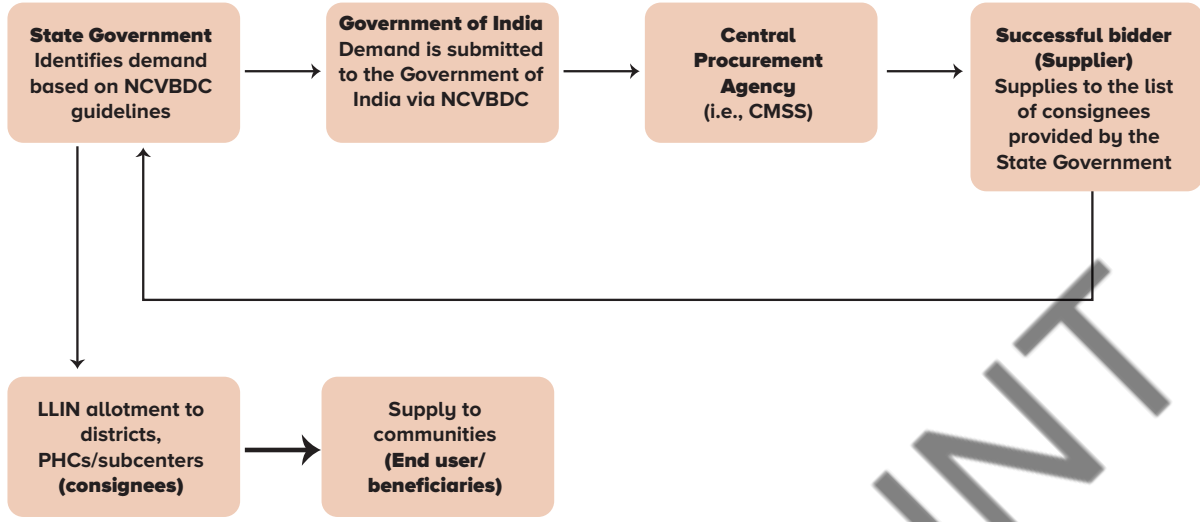 State Government
Identifies demand
based on NCVBDC
guidelines
Government of India
Demand is submitted
to the Government of
India via NCVBDC
Central
Procurement
Agency
(i.e., CMSS)
Successful bidder
(Supplier)
Supplies to the list
of consignees
provided by the
State Government
LLIN allotment to
districts,
PHCs/subcenters
(consignees)
Supply to
communities
(End user/
beneficiaries)
INT